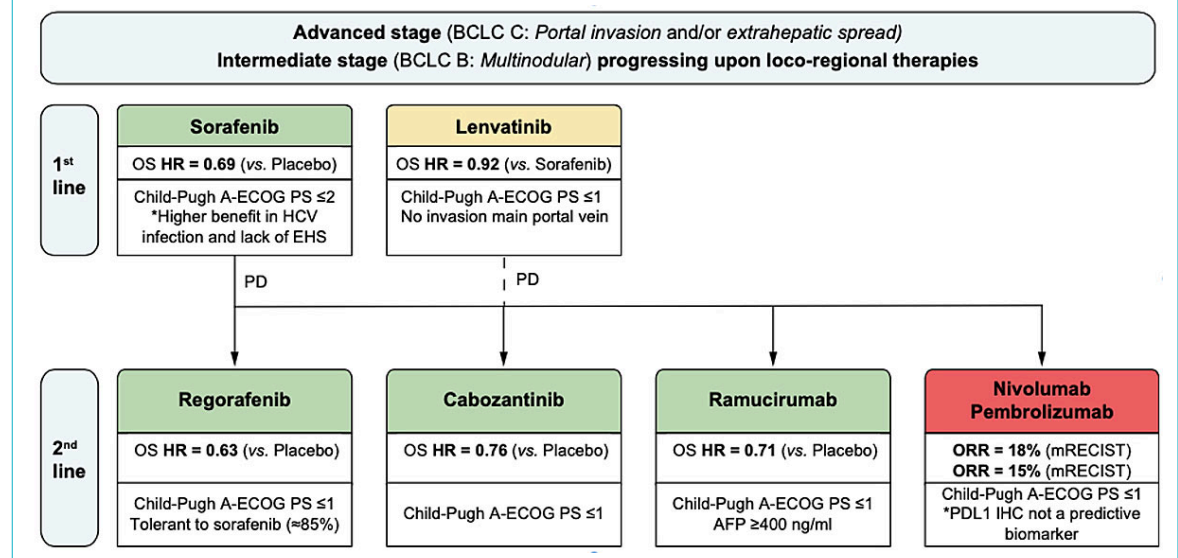 Advanced stage (BCLC C: Portal invasion and/or extrahepatic spread)
Intermediate stage (BCLC B: Multinodular) progressing upon loco-regional therapies
1st
line
Sorafenib
OS HR = 0.69 (vs. Placebo)
Child-Pugh A-ECOG PS ≤2
*Higher benefit in HCV
infection and lack of EHS
Lenvatinib
OS HR = 0.92 (vs. Sorafenib)
Child-Pugh A-ECOG PS ≤1
No invasion main portal vein
PD
PD
2nd
line
Regorafenib
OS HR = 0.63 (vs. Placebo)
Child-Pugh A-ECOG PS ≤1
Tolerant to sorafenib (≈85%)
Cabozantinib
OS HR = 0.76 (vs. Placebo)
Child-Pugh A-ECOG PS ≤1
Ramucirumab
OS HR = 0.71 (vs. Placebo)
Child-Pugh A-ECOG PS ≤1
AFP ≥400 ng/ml
Nivolumab
Pembrolizumab
ORR = 18% (mRECIST)
ORR = 15% (mRECIST)
Child-Pugh A-ECOG PS ≤1
*PDL1 IHC not a predictive
biomarker